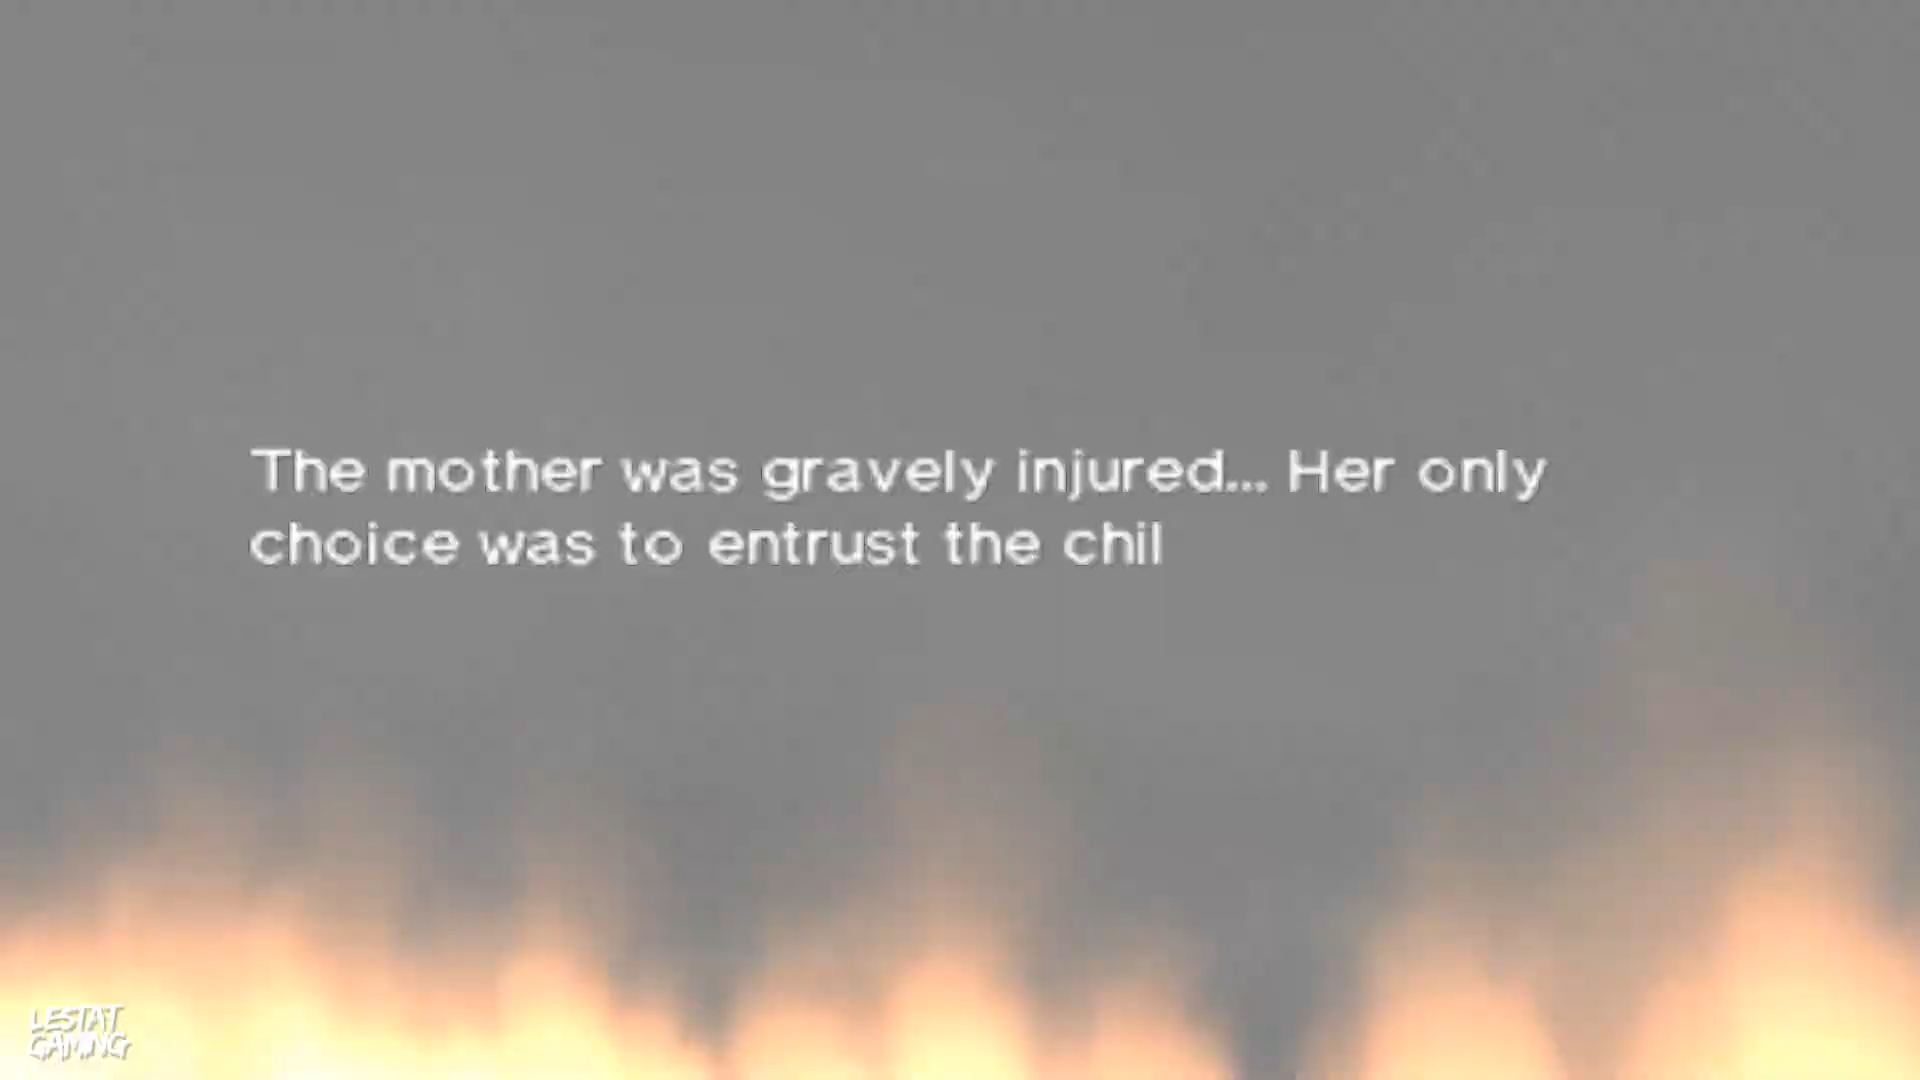 The mother was gravely injured... Her only
choice was to entrust the chil
LESTAT
GAMING